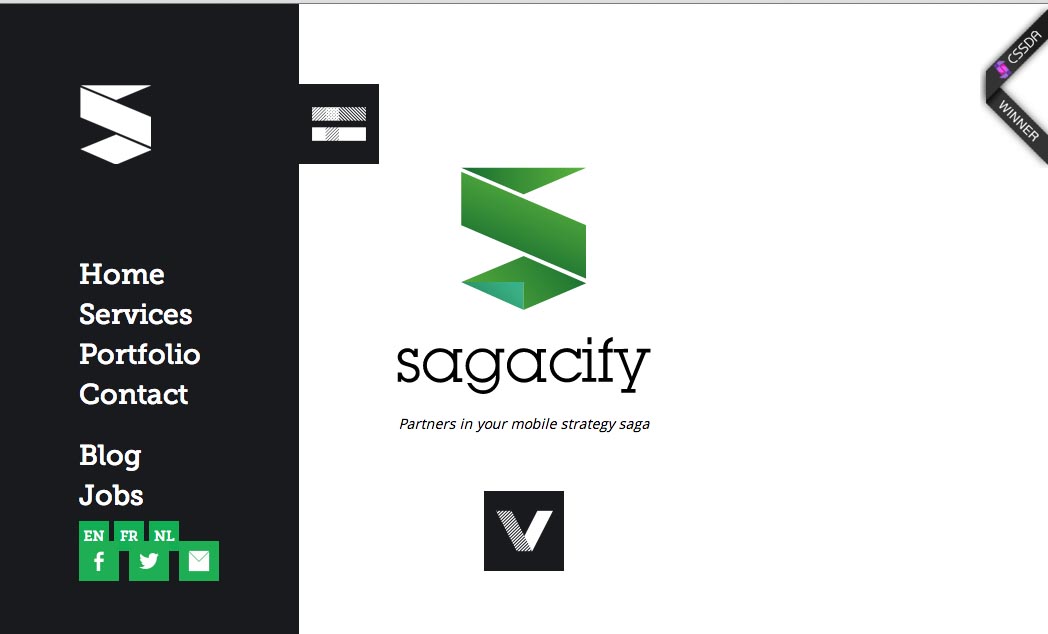 Home
Services
Portfolio
Contact
Blog
Jobs
EN FR NL
sagacify
Partners in your mobile strategy saga
CSSDA
WINNER